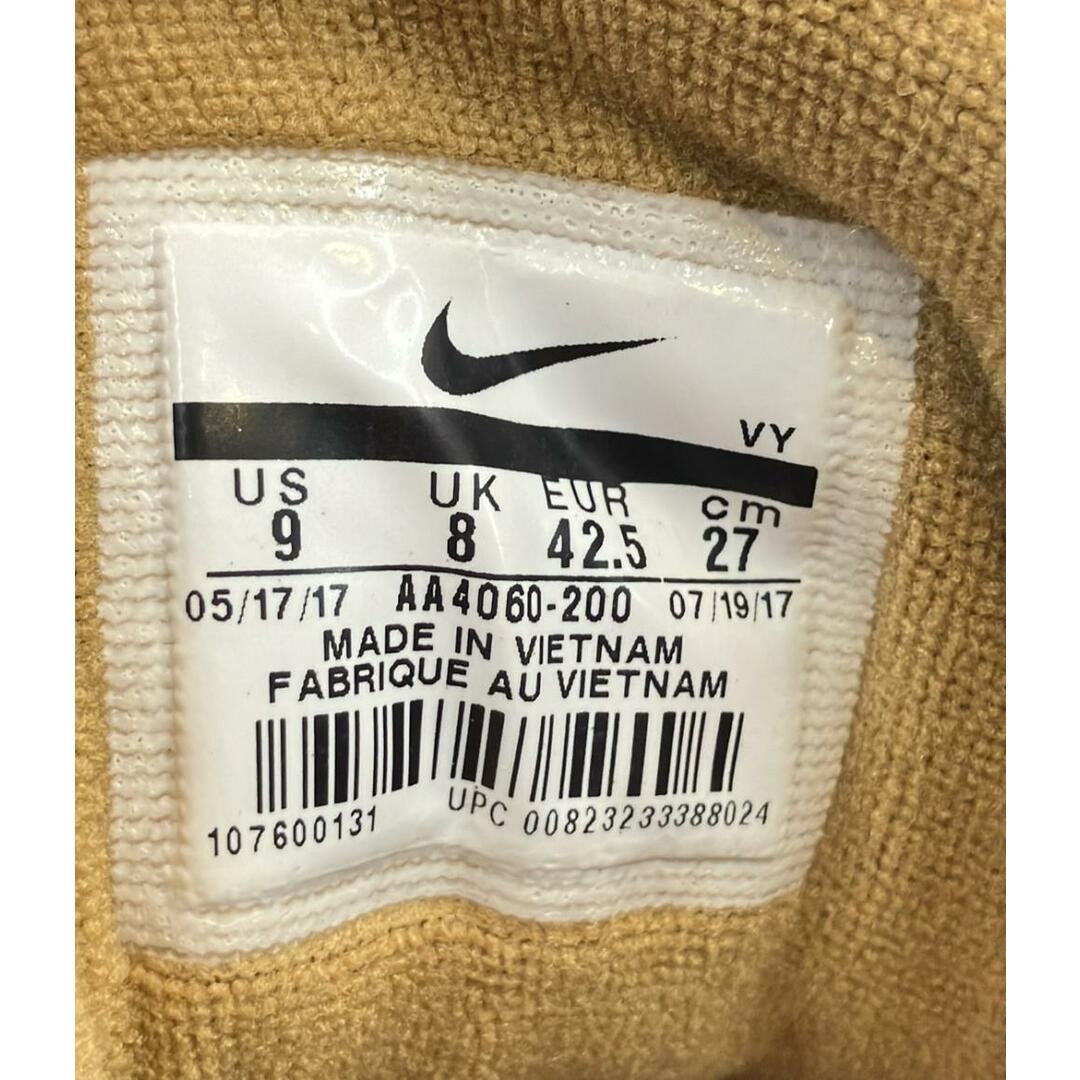 VY
US UK EUR cm
9 8 42.5 27
05/17/17 AA4060-200 07/19/17
MADE IN VIETNAM
FABRIQUE AU VIETNAM
107600131 UPC 00823233388024